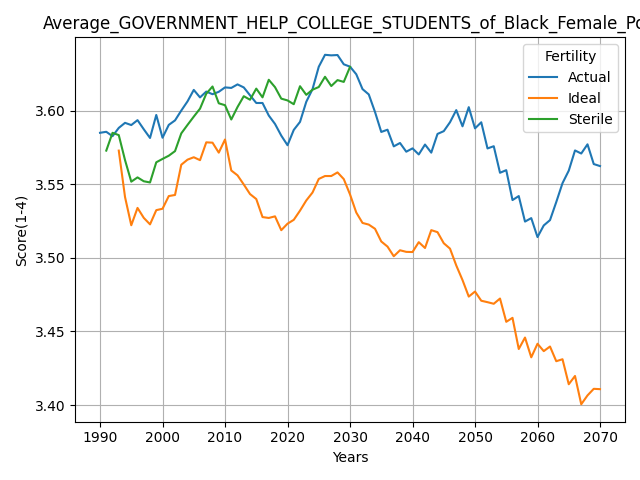 Average_GOVERNMENT_HELP_COLLEGE_STUDENTS_of_Black_Female_Po
Fertility
Actual
Ideal
Sterile
Score(1-4)
3.60
3.55
3.50
3.45
3.40
1990 2000 2010 2020 2030 2040 2050 2060 2070
Years